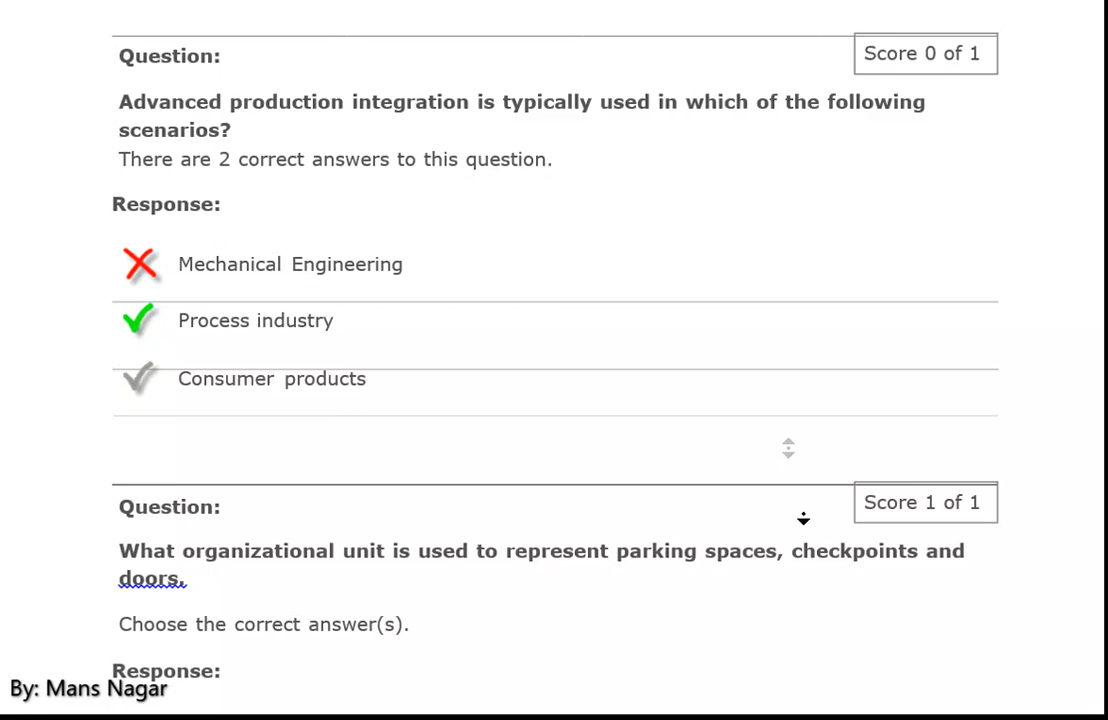 Question:
Score 0 of 1
Advanced production integration is typically used in which of the following
scenarios?
There are 2 correct answers to this question.
Response:
Mechanical Engineering
Process industry
Consumer products
Question:
Score 1 of 1
What organizational unit is used to represent parking spaces, checkpoints and
doors.
Choose the correct answer(s).
Response:
By: Mans Nagar